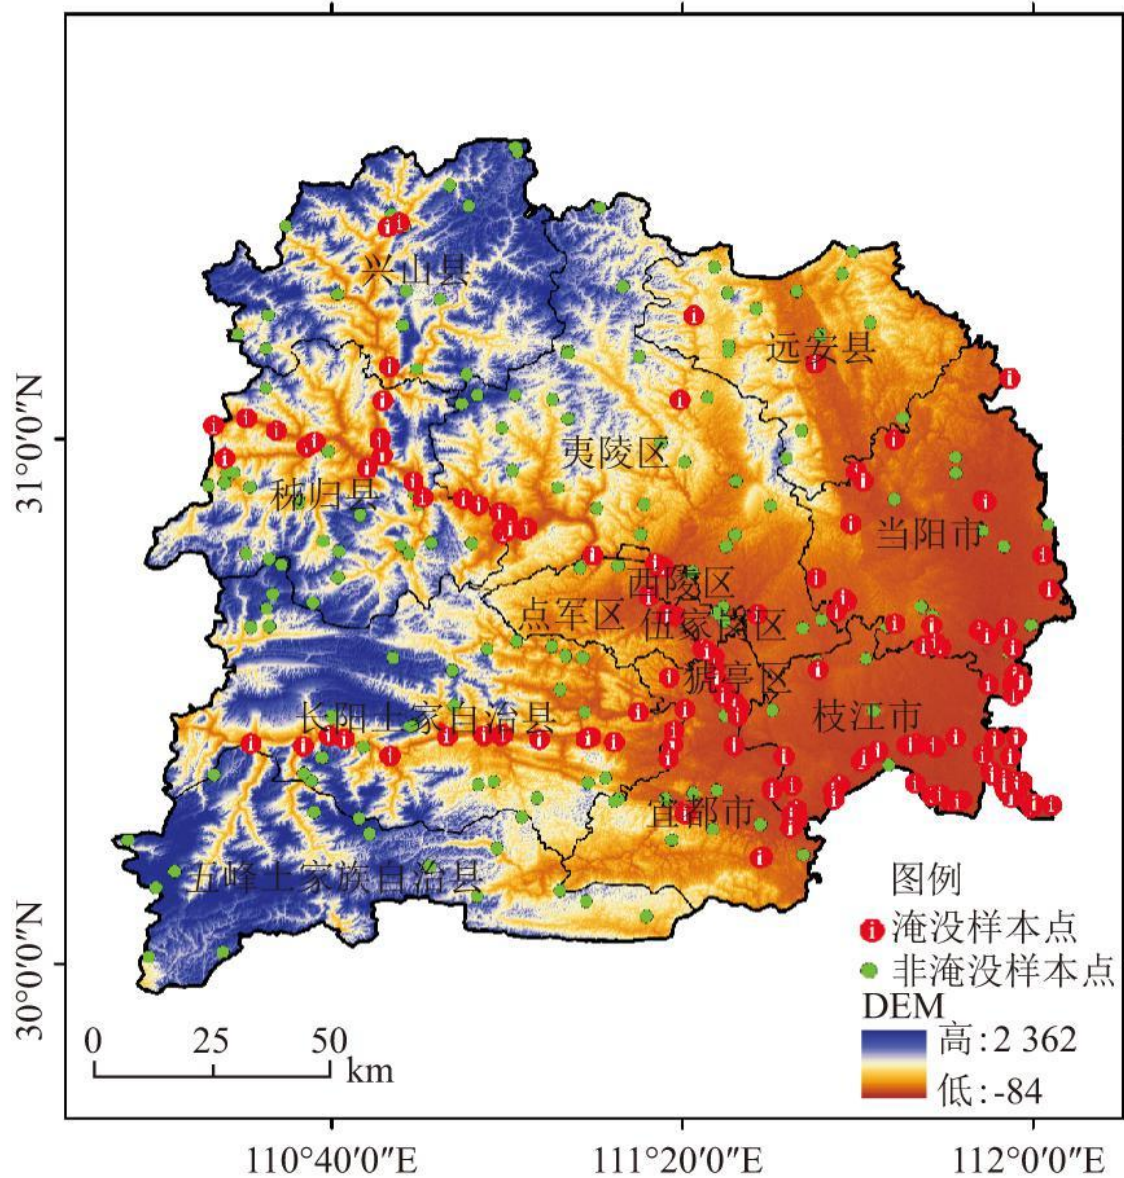 兴山县
远安县
夷陵区
秭归县
当阳市
西陵区
点军区
伍家岗区
猇亭区
长阳土家自治县
枝江市
宜都市
五峰土家族自治县
31°0′0″N
30°0′0″N
图例
淹没样本点
非淹没样本点
DEM
高:2 362
低:-84
0 25 50
km
110°40′0″E 111°20′0″E 112°0′0″E